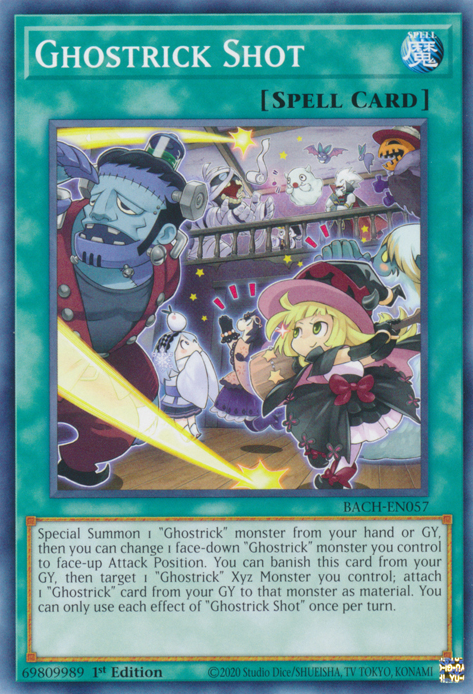 GHOSTRICK SHOT
SPELL
魔
[SPELL CARD]
BACH-EN057
Special Summon 1 "Ghostrick" monster from your hand or GY,
then you can change 1 face-down "Ghostrick" monster you control
to face-up Attack Position. You can banish this card from your
GY, then target 1 "Ghostrick" Xyz Monster you control; attach
1 "Ghostrick" card from your GY to that monster as material. You
can only use each effect of "Ghostrick Shot" once per turn.
69809989 1st Edition ©2020 Studio Dice/SHUEISHA, TV TOKYO, KONAMI